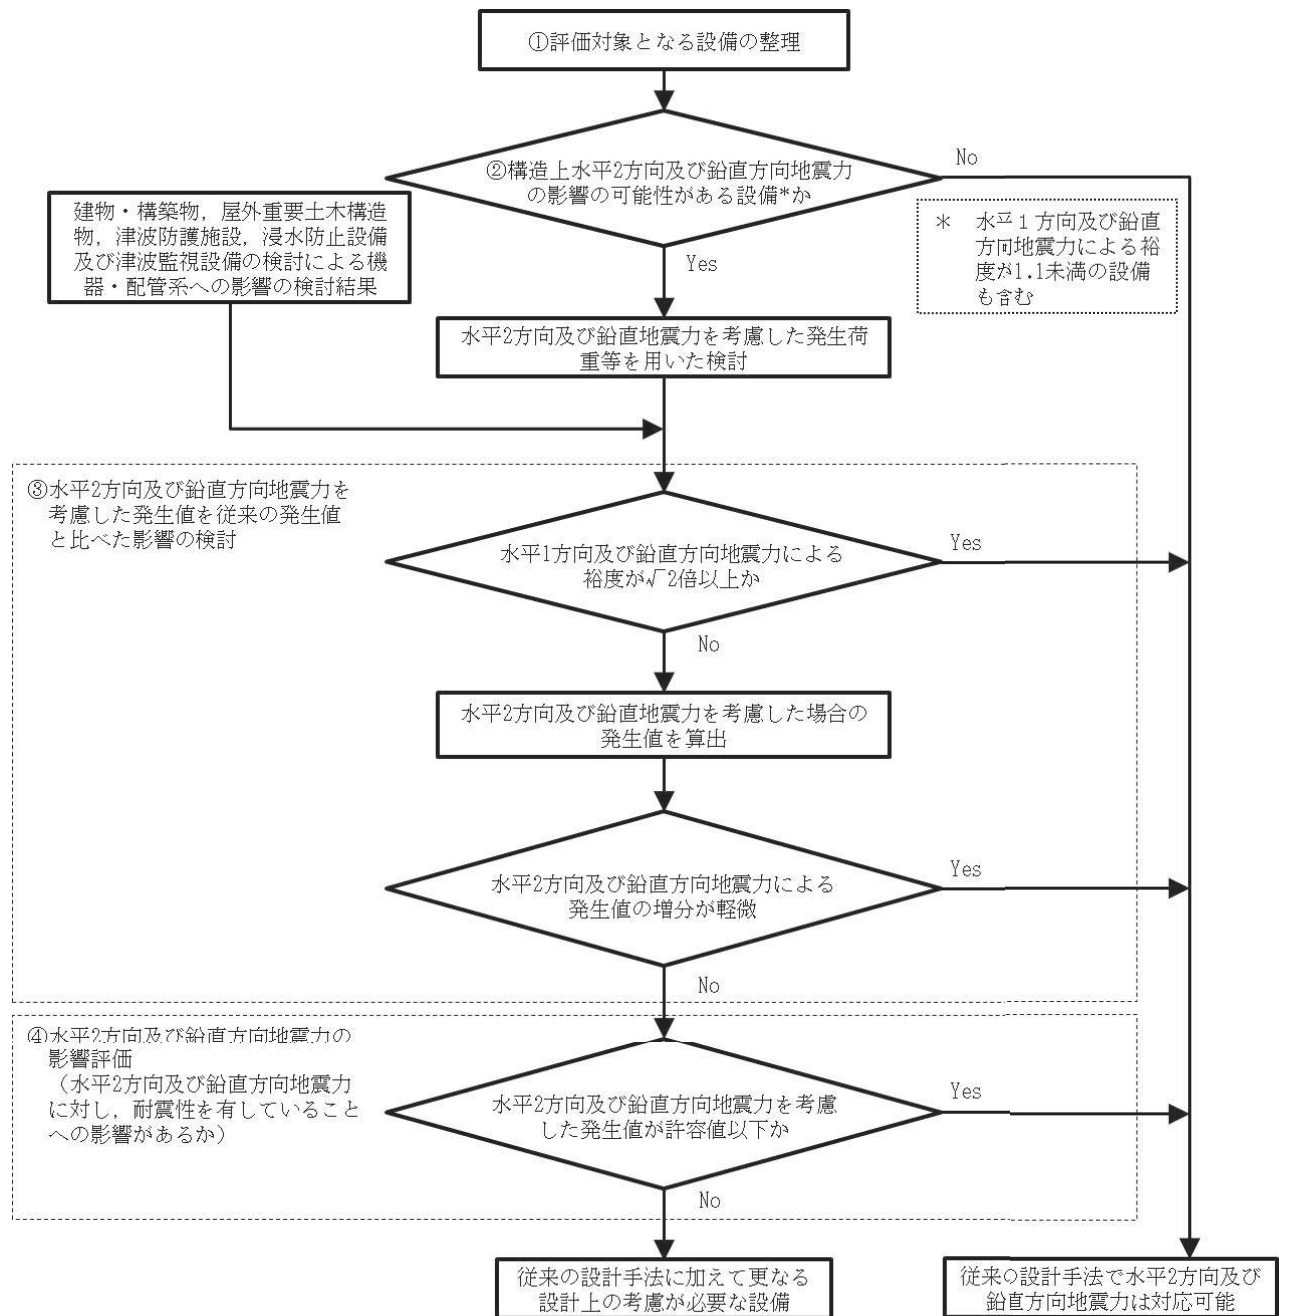 ①評価対象となる設備の整理
②構造上水平2方向及び鉛直方向地震力
の影響の可能性がある設備*か
No
Yes
＊ 水平１方向及び鉛直
方向地震力による裕
度が1.1未満の設備
も含む
建物・構築物，屋外重要土木構造
物，津波防護施設，浸水防止設備
及び津波監視設備の検討による機
器・配管系への影響の検討結果
水平2方向及び鉛直地震力を考慮した発生荷
重等を用いた検討
③水平2方向及び鉛直方向地震力を
考慮した発生値を従来の発生値
と比べた影響の検討
水平1方向及び鉛直方向地震力による
裕度が√2倍以上か
Yes
No
水平2方向及び鉛直地震力を考慮した場合の
発生値を算出
水平2方向及び鉛直方向地震力による
発生値の増分が軽微
Yes
No
④水平2方向及び鉛直方向地震力の
影響評価
（水平2方向及び鉛直方向地震力
に対し，耐震性を有していること
への影響があるか）
水平2方向及び鉛直方向地震力を考慮
した発生値が許容値以下か
Yes
No
従来の設計手法に加えて更なる
設計上の考慮が必要な設備
従来の設計手法で水平2方向及び
鉛直方向地震力は対応可能